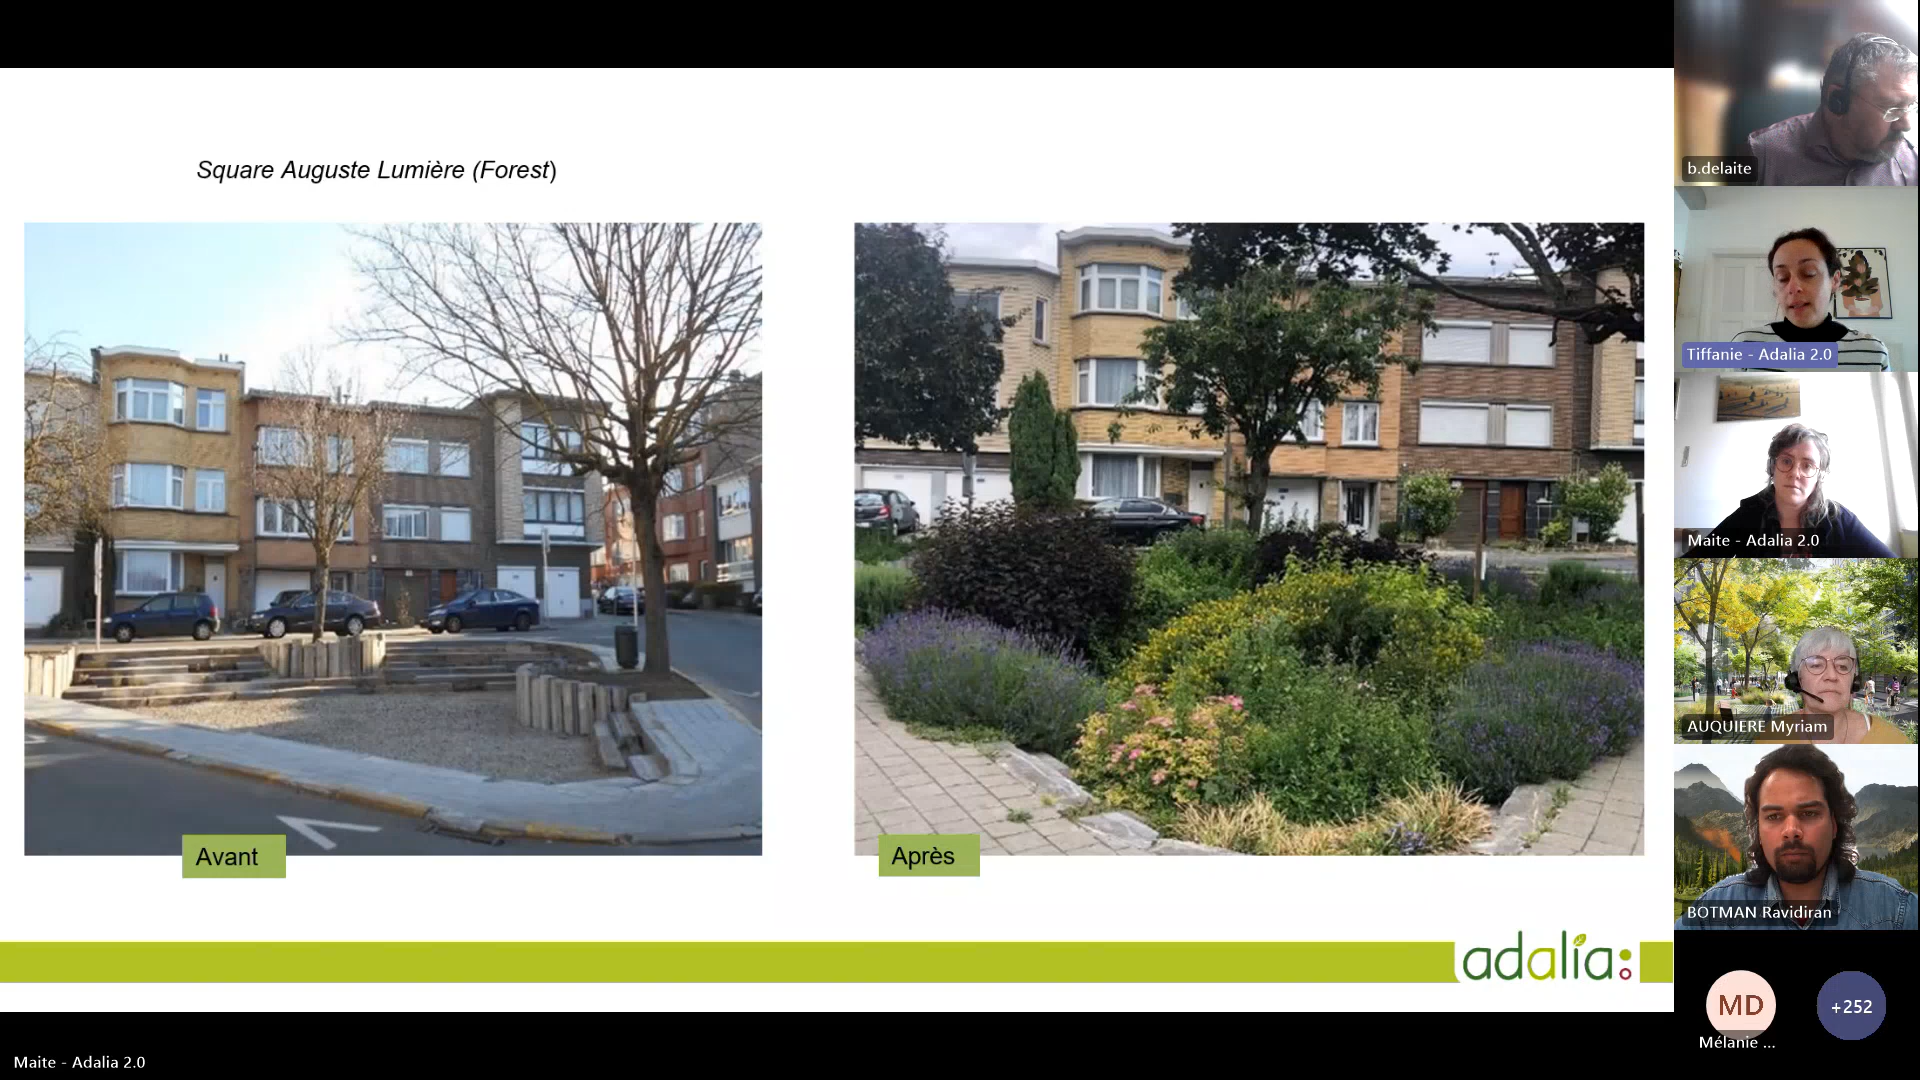 Square Auguste Lumière (Forest)
Avant
Après
adalia
b.delaite
Tiffanie - Adalia 2.0
Maite - Adalia 2.0
AUQUIERE Myriam
BOTMAN Ravidiran
MD
+252
Mélanie ...
Maite - Adalia 2.0